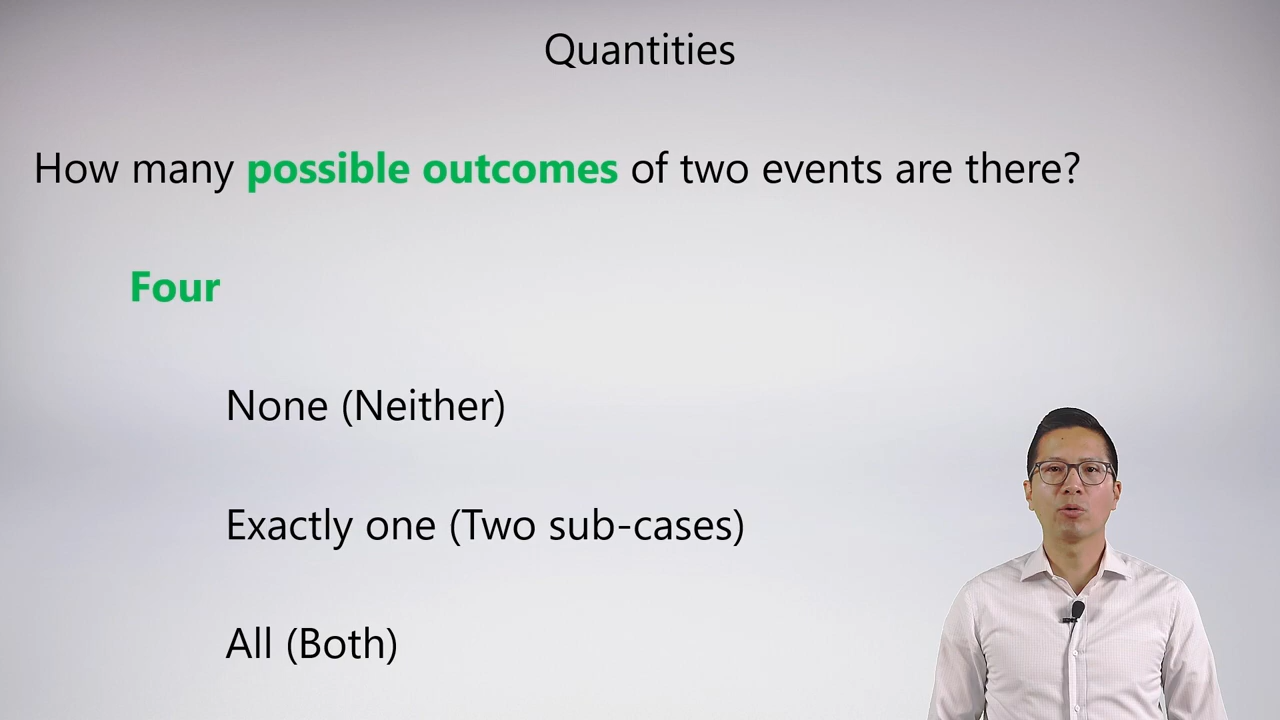 Quantities
How many possible outcomes of two events are there?
Four
None (Neither)
Exactly one (Two sub-cases)
All (Both)